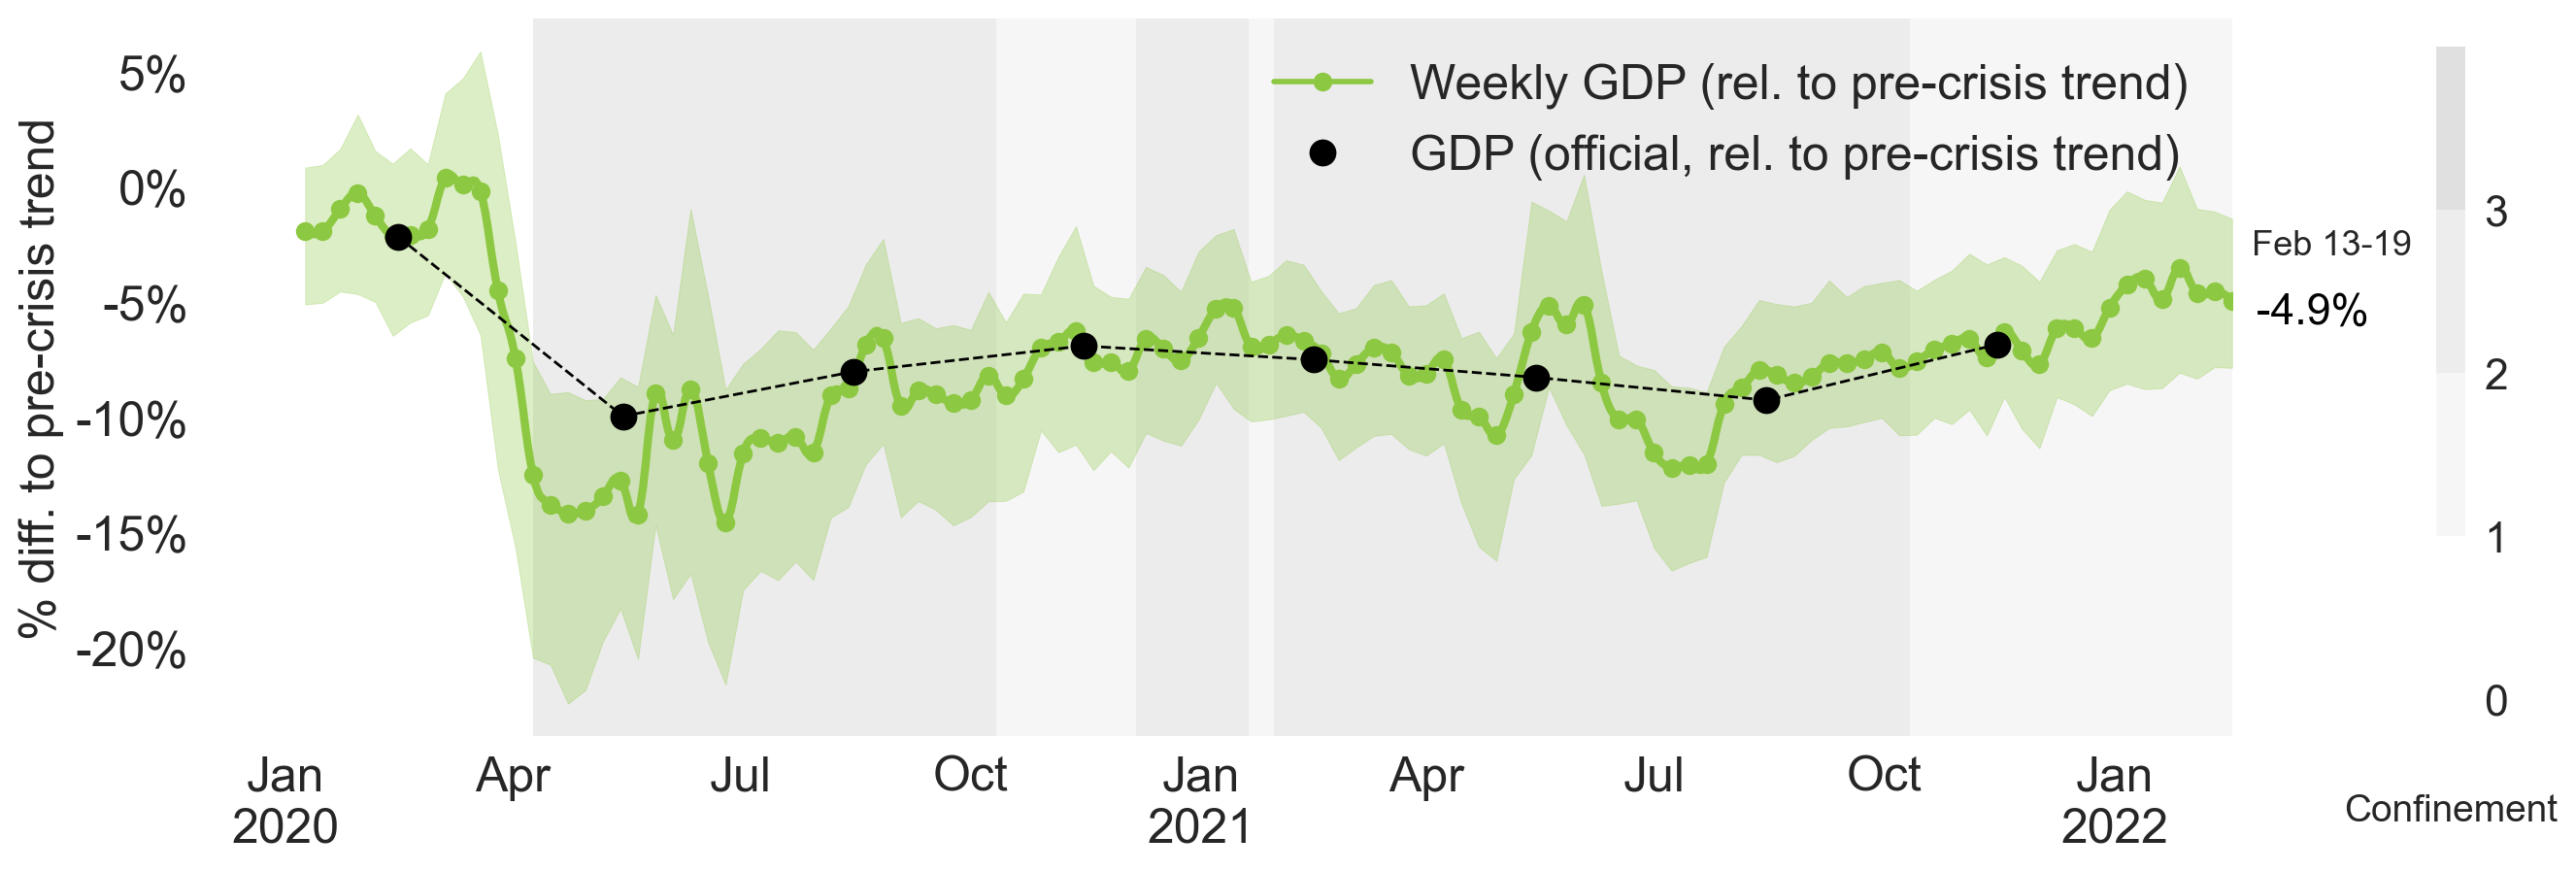 % diff. to pre-crisis trend
5%
0%
-5%
-10%
-15%
-20%
Weekly GDP (rel. to pre-crisis trend)
GDP (official, rel. to pre-crisis trend)
Feb 13-19
-4.9%
3
2
1
0
Confinement
Jan Apr Jul Oct Jan Apr Jul Oct Jan
2020 2021 2022